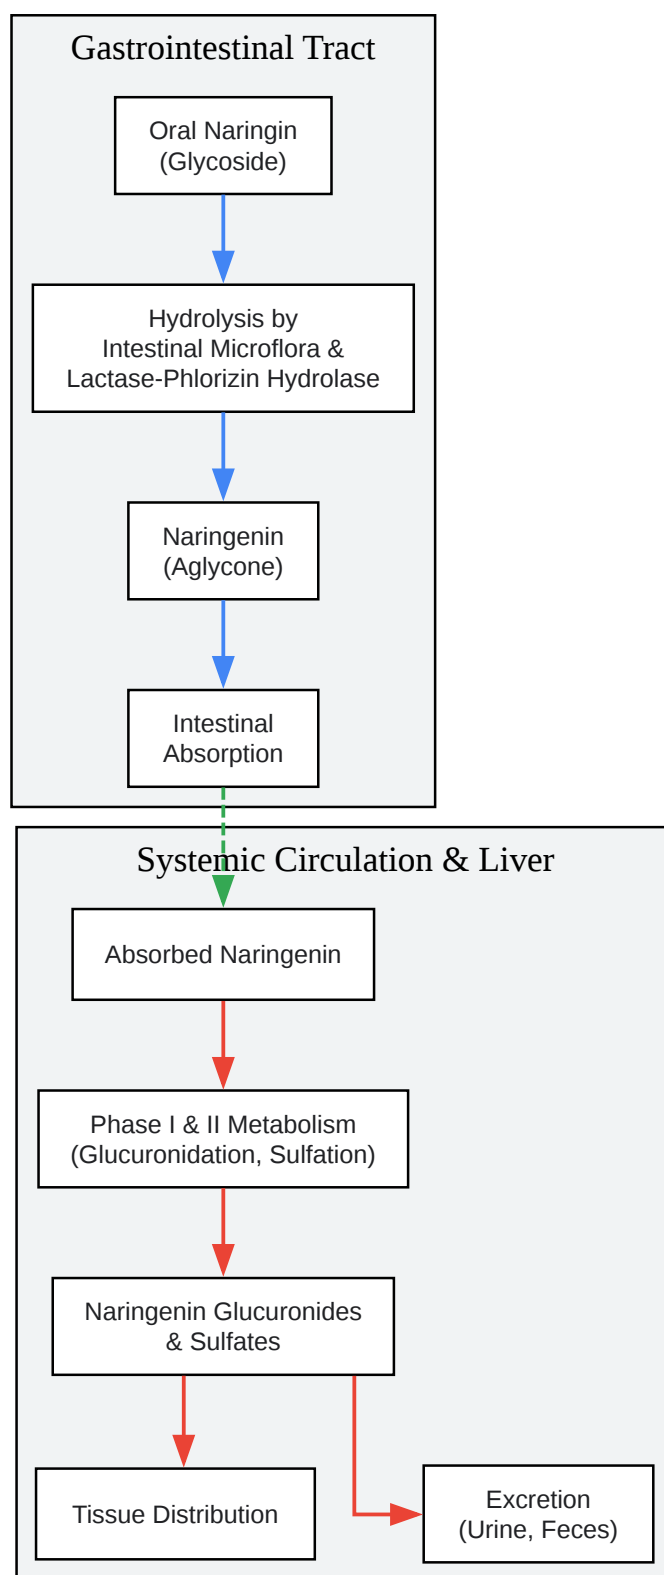 Gastrointestinal Tract
Oral Naringin
(Glycoside)
Hydrolysis by
Intestinal Microflora &
Lactase-Phlorizin Hydrolase
Naringenin
(Aglycone)
Intestinal
Absorption
Systemic Circulation & Liver
Absorbed Naringenin
Phase I & II Metabolism
(Glucuronidation, Sulfation)
Naringenin Glucuronides
& Sulfates
Tissue Distribution
Excretion
(Urine, Feces)